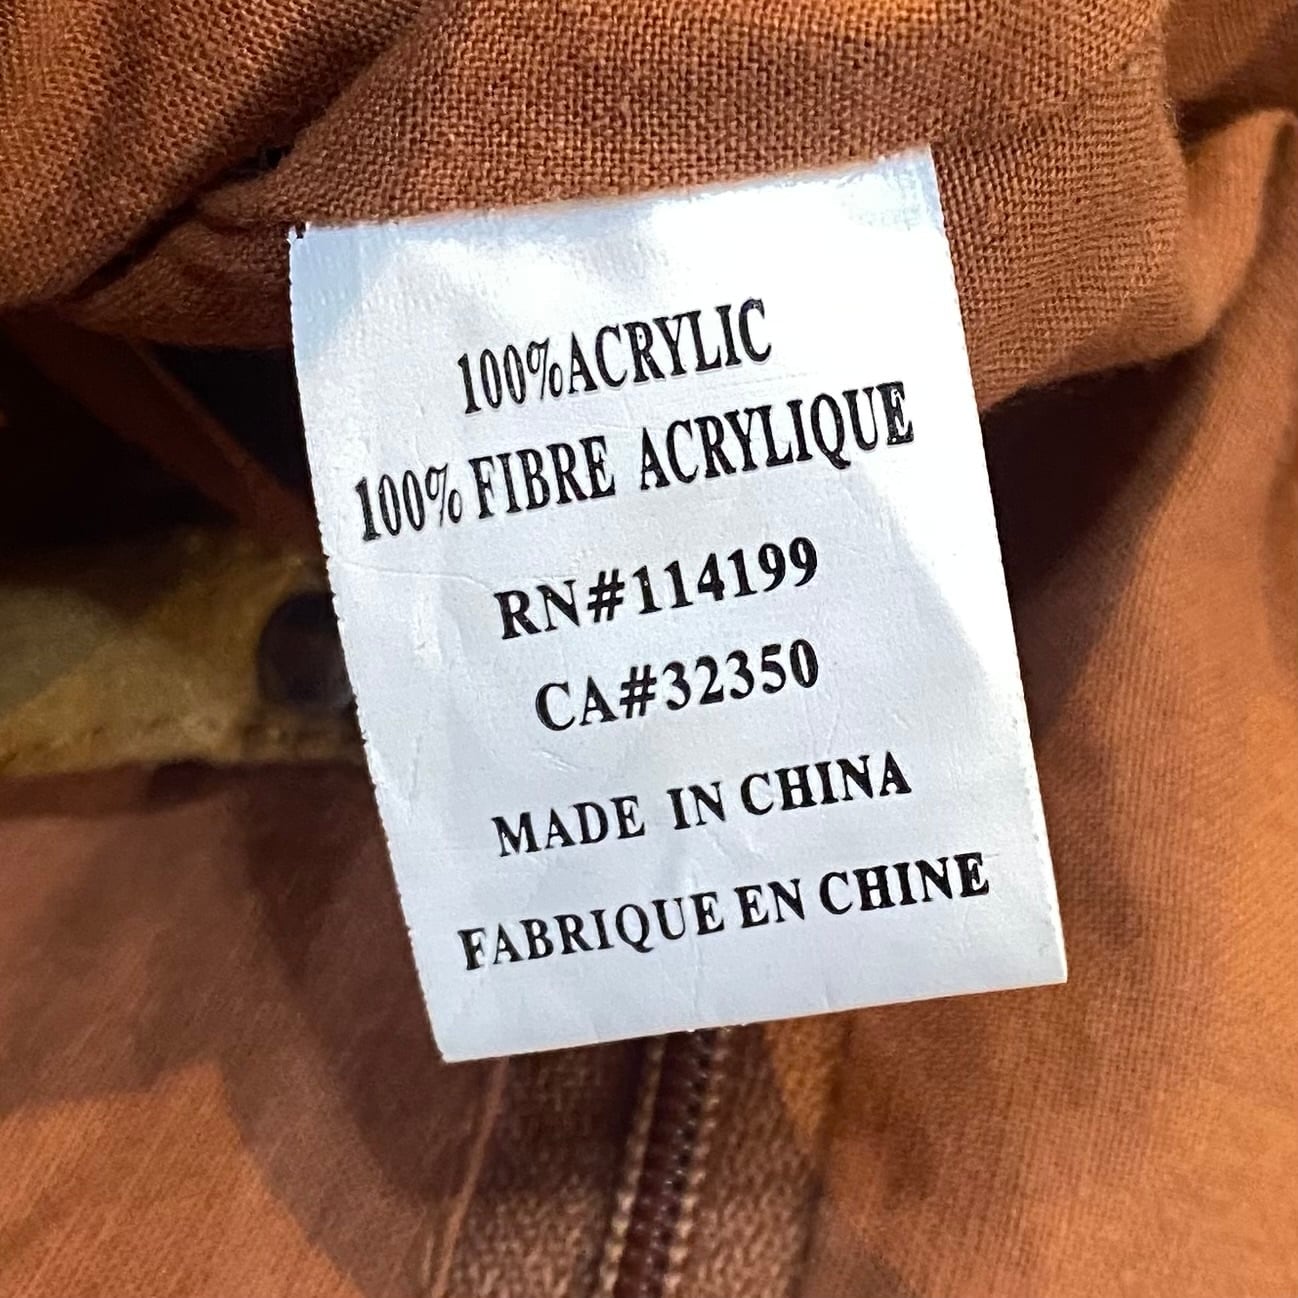 100%ACRYLIC
100% FIBRE ACRYLIQUE
RN#114199
CA#32350
MADE IN CHINA
FABRIQUE EN CHINE